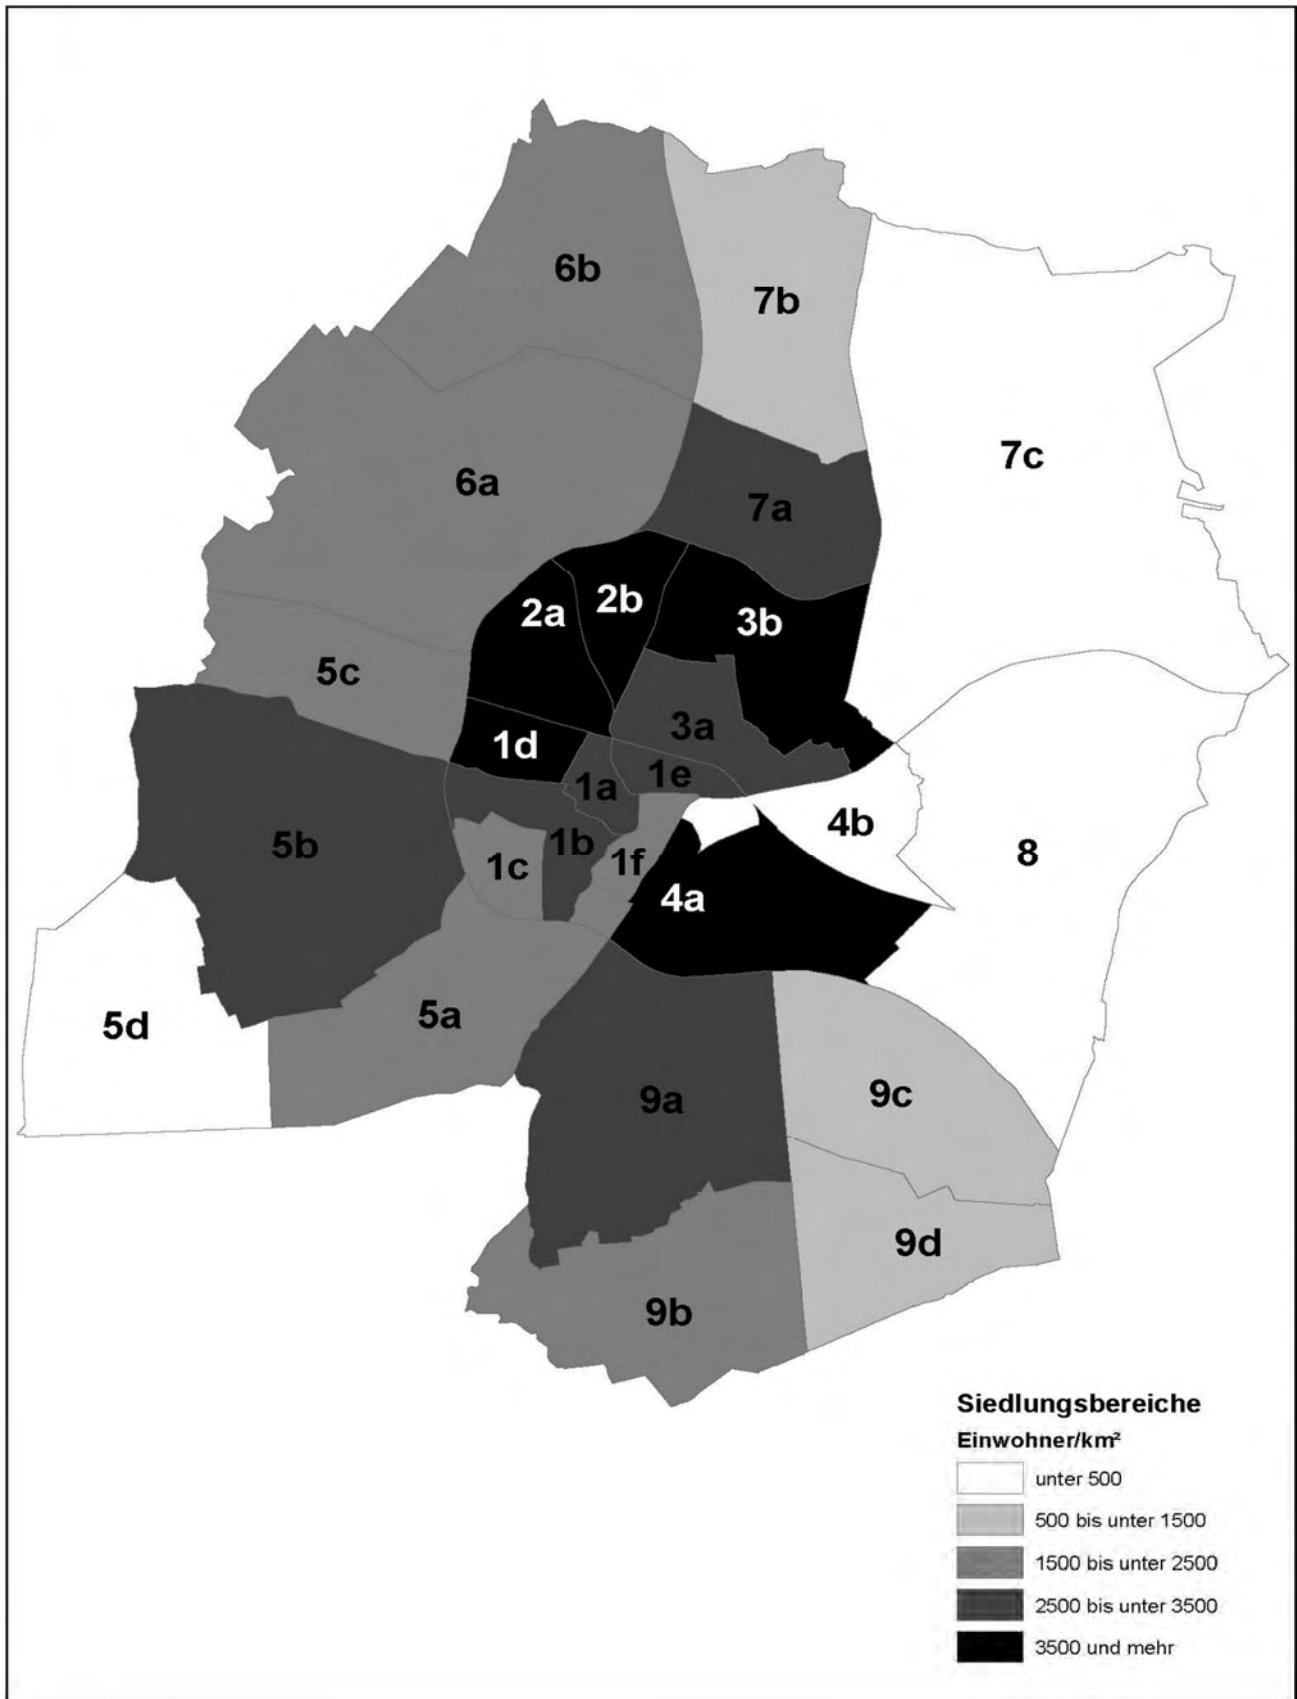 6b
7b
7c
6a
7a
2b
2a
3b
5c
3a
1d
1e
1a
4b
5b
1b
8
1f
1c
4a
5d
5a
9c
9a
9d
9b
Siedlungsbereiche
Einwohner/km²
unter 500
500 bis unter 1500
1500 bis unter 2500
2500 bis unter 3500
3500 und mehr